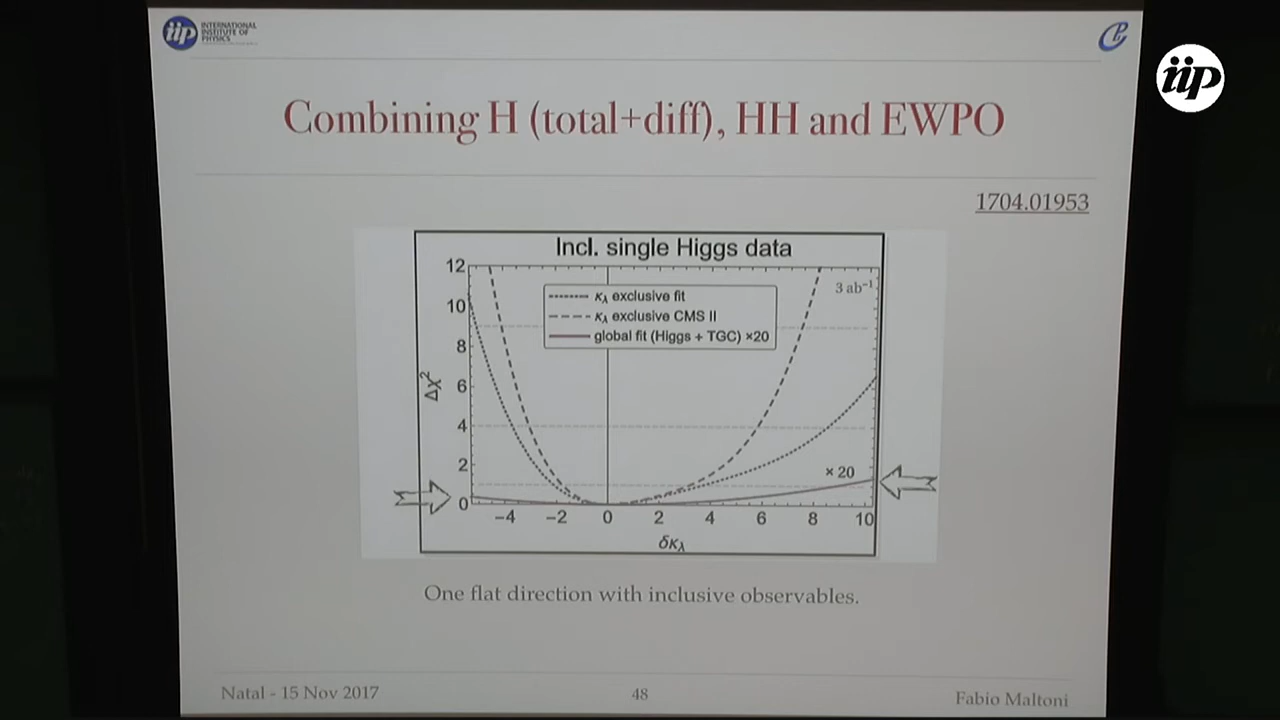 iip INTERNATIONAL
INSTITUTE OF
PHYSICS
iip
Combining H (total+diff), HH and EWPO
1704.01953
Incl. single Higgs data
3 ab⁻¹
κλ exclusive fit
κλ exclusive CMS II
global fit (Higgs + TGC) ×20
12
10
8
6
4
2
0
Δχ²
× 20
−4 −2 0 2 4 6 8 10
δκλ
One flat direction with inclusive observables.
Natal - 15 Nov 2017 48 Fabio Maltoni